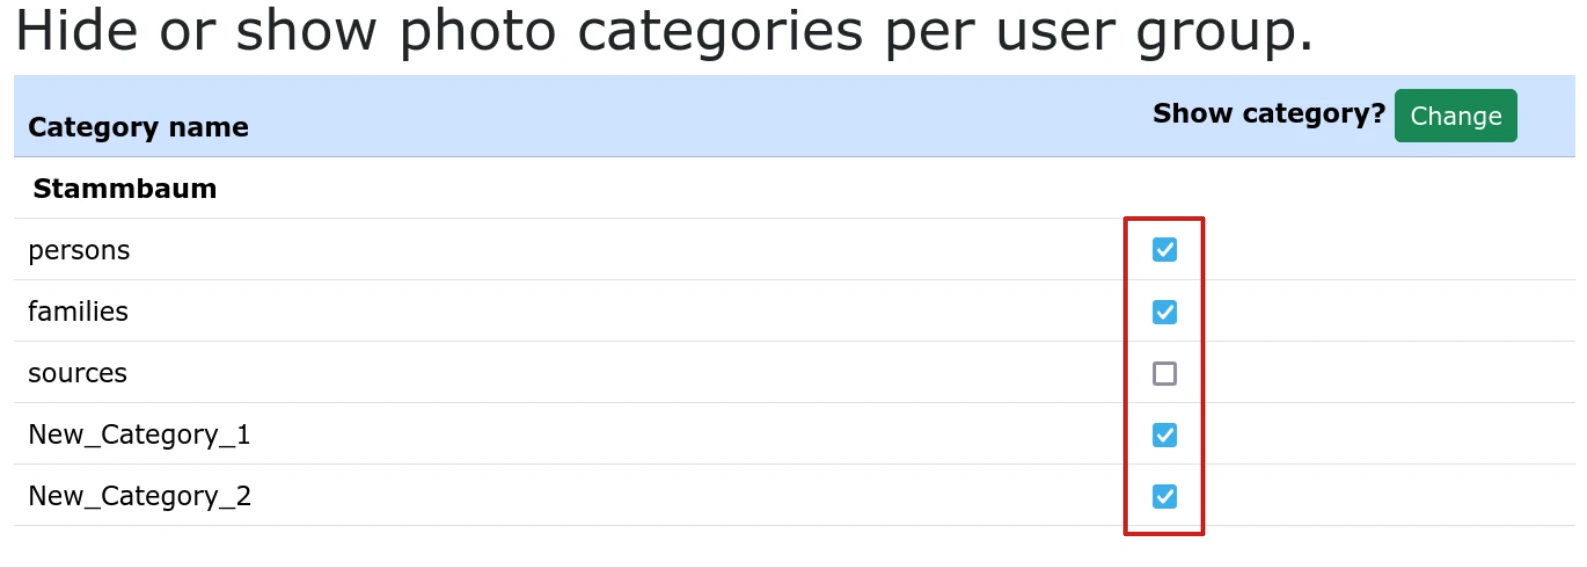 Hide or show photo categories per user group.
Category name Show category? Change
Stammbaum
persons
families
sources
New_Category_1
New_Category_2